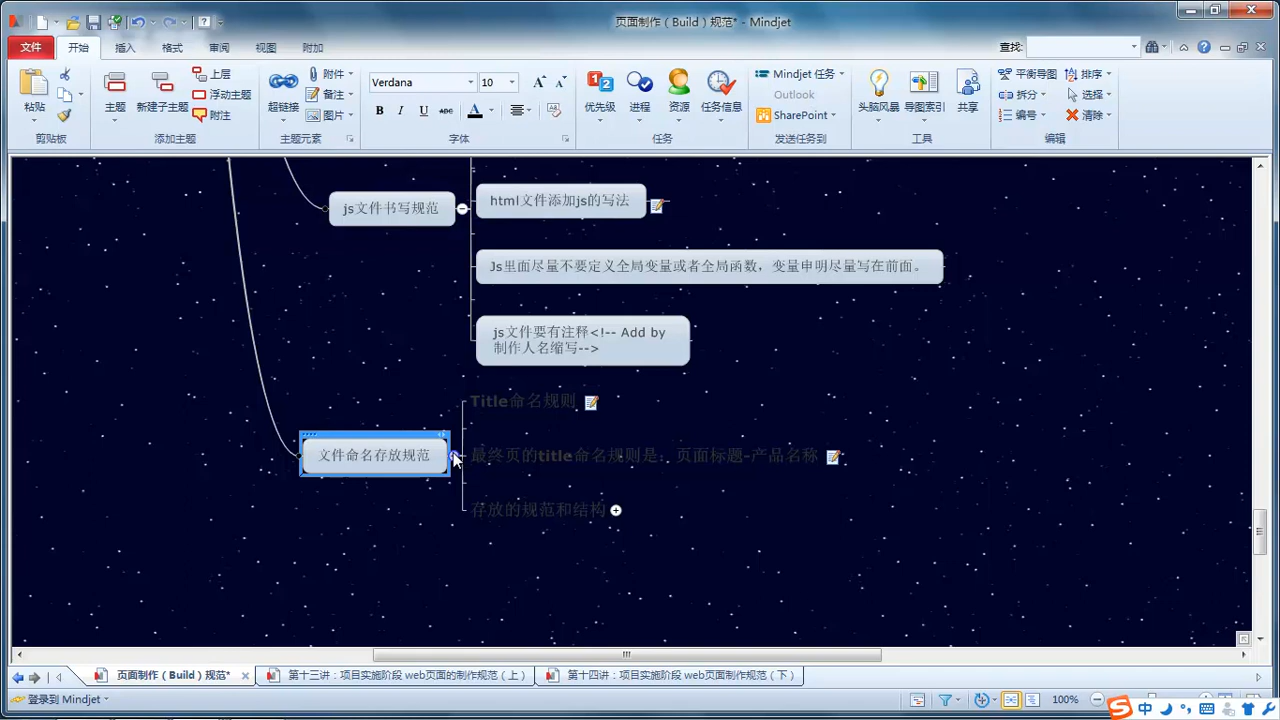 页面制作（Build）规范* - Mindjet
文件
开始
插入
格式
审阅
视图
附加
查找:
粘贴
剪贴板
主题
新建子主题
上层
浮动主题
附注
添加主题
超链接
附件
备注
图片
主题元素
Verdana
10
B
I
U
abc
A
字体
优先级
进程
资源
任务信息
任务
Mindjet 任务
Outlook
SharePoint
发送任务到
头脑风暴
导图索引
共享
工具
平衡导图
拆分
编号
排序
选择
清除
编辑
js文件书写规范
html文件添加js的写法
Js里面尽量不要定义全局变量或者全局函数，变量申明尽量写在前面。
js文件要有注释<!-- Add by
制作人名缩写-->
文件命名存放规范
Title命名规则
最终页的title命名规则是：页面标题-产品名称
存放的规范和结构
页面制作（Build）规范*
第十三讲：项目实施阶段 web页面的制作规范（上）
第十四讲：项目实施阶段 web页面制作规范（下）
登录到 Mindjet
100%
中